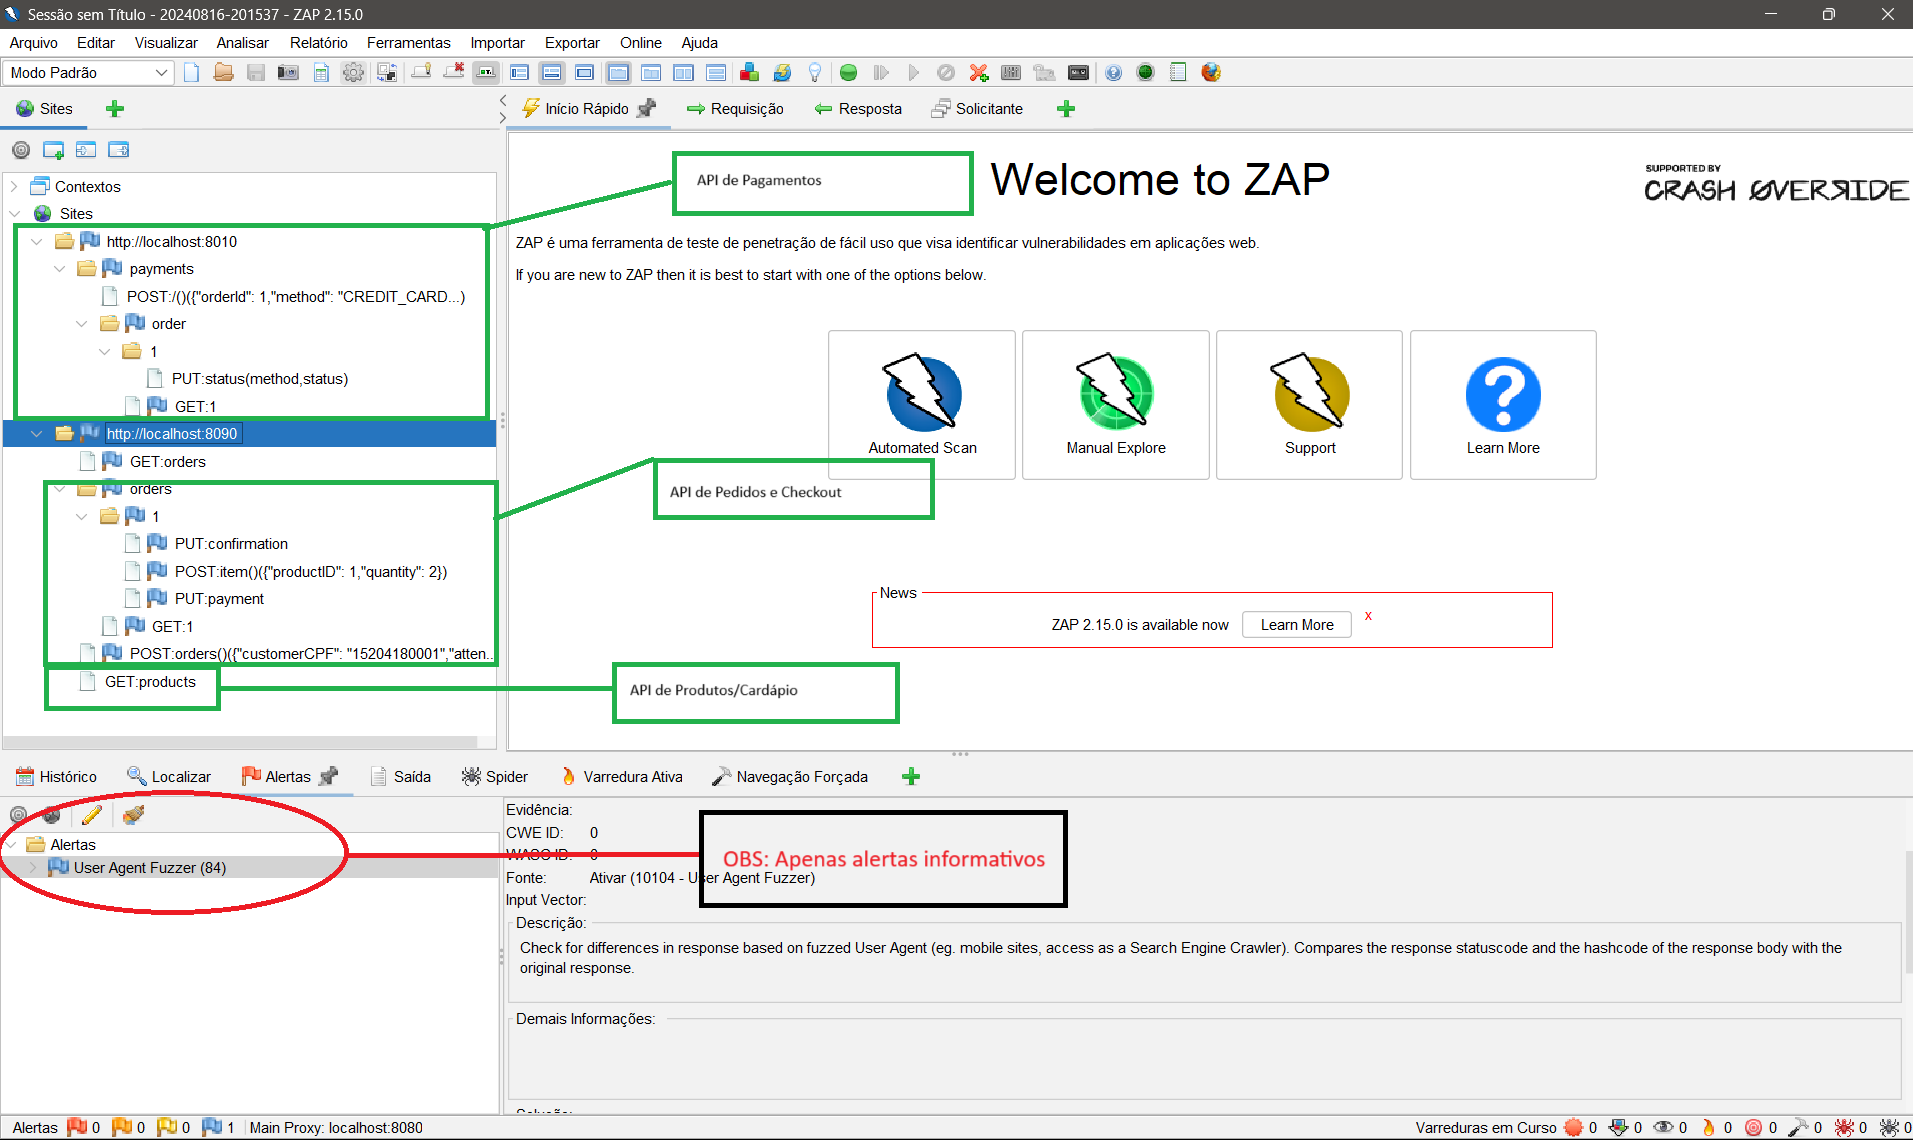 Sessão sem Título - 20240816-201537 - ZAP 2.15.0
Arquivo Editar Visualizar Analisar Relatório Ferramentas Importar Exportar Online Ajuda
Modo Padrão
Sites
Início Rápido Requisição Resposta Solicitante
Contextos
Sites
http://localhost:8010
payments
POST:/()({"orderId": 1,"method": "CREDIT_CARD...)
order
1
PUT:status(method,status)
GET:1
http://localhost:8090
GET:orders
orders
1
PUT:confirmation
POST:item()({"productID": 1,"quantity": 2})
PUT:payment
GET:1
POST:orders()({"customerCPF": "15204180001","atten...
GET:products
API de Pagamentos
Welcome to ZAP
SUPPORTED BY
CRASH ØVERRIDE
ZAP é uma ferramenta de teste de penetração de fácil uso que visa identificar vulnerabilidades em aplicações web.
If you are new to ZAP then it is best to start with one of the options below.
Automated Scan
Manual Explore
Support
Learn More
API de Pedidos e Checkout
News
ZAP 2.15.0 is available now Learn More x
API de Produtos/Cardápio
Histórico Localizar Alertas Saída Spider Varredura Ativa Navegação Forçada
Alertas
User Agent Fuzzer (84)
Evidência:
CWE ID: 0
WASC ID: 0
OBS: Apenas alertas informativos
Fonte: Ativar (10104 - User Agent Fuzzer)
Input Vector:
Descrição:
Check for differences in response based on fuzzed User Agent (eg. mobile sites, access as a Search Engine Crawler). Compares the response statuscode and the hashcode of the response body with the
original response.
Demais Informações:
Solução:
Alertas 0 0 0 1 Main Proxy: localhost:8080
Varreduras em Curso 0 0 0 0 0 0 0 0